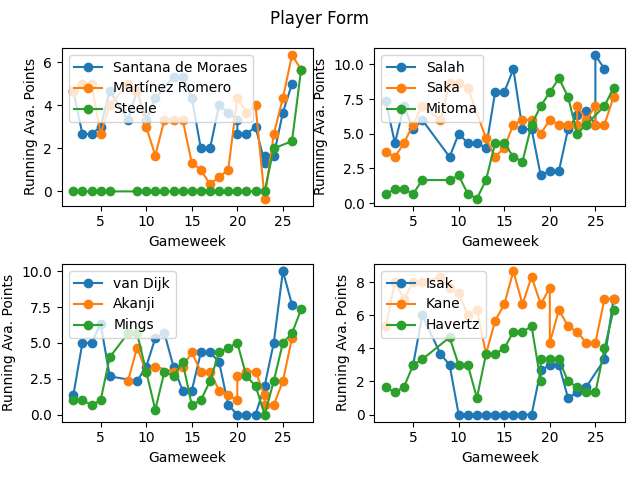 Player Form
Running Ava. Points
6
4
2
0
Santana de Moraes
Martínez Romero
Steele
5
10
15
20
25
Gameweek
Running Ava. Points
10.0
7.5
5.0
2.5
0.0
Salah
Saka
Mitoma
5
10
15
20
25
Gameweek
Running Ava. Points
10.0
7.5
5.0
2.5
0.0
van Dijk
Akanji
Mings
5
10
15
20
25
Gameweek
Running Ava. Points
8
6
4
2
0
Isak
Kane
Havertz
5
10
15
20
25
Gameweek